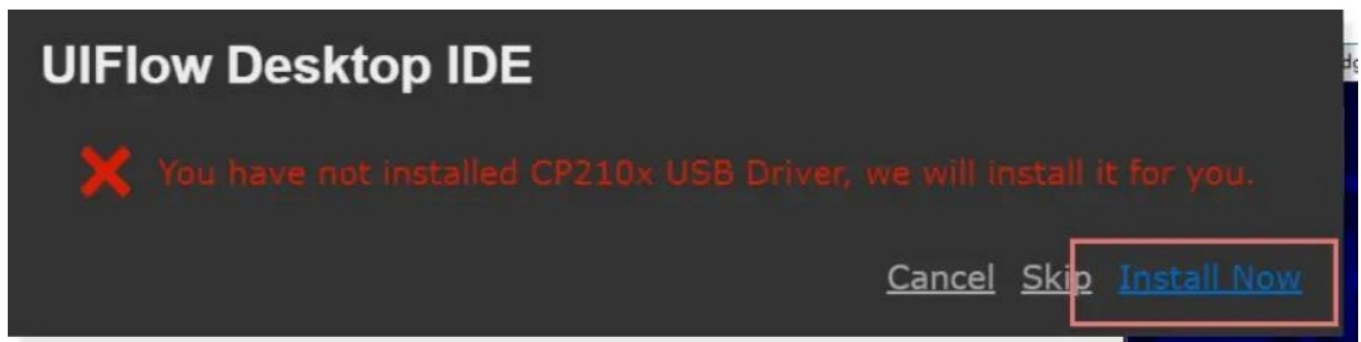 UIFlow Desktop IDE
You have not installed CP210x USB Driver, we will install it for you.
Cancel Skip Install Now